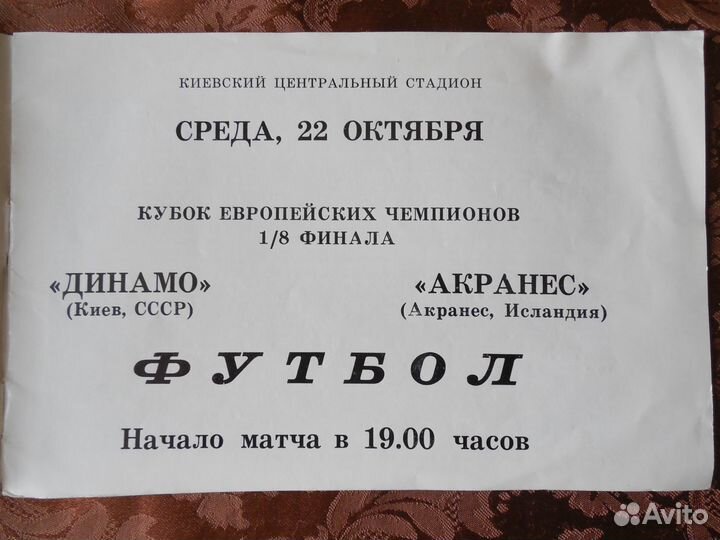 КИЕВСКИЙ ЦЕНТРАЛЬНЫЙ СТАДИОН
СРЕДА, 22 ОКТЯБРЯ
КУБОК ЕВРОПЕЙСКИХ ЧЕМПИОНОВ
1/8 ФИНАЛА
«ДИНАМО» «АКРАНЕС»
(Киев, СССР) (Акранес, Исландия)
ФУТБОЛ
Начало матча в 19.00 часов
Avito